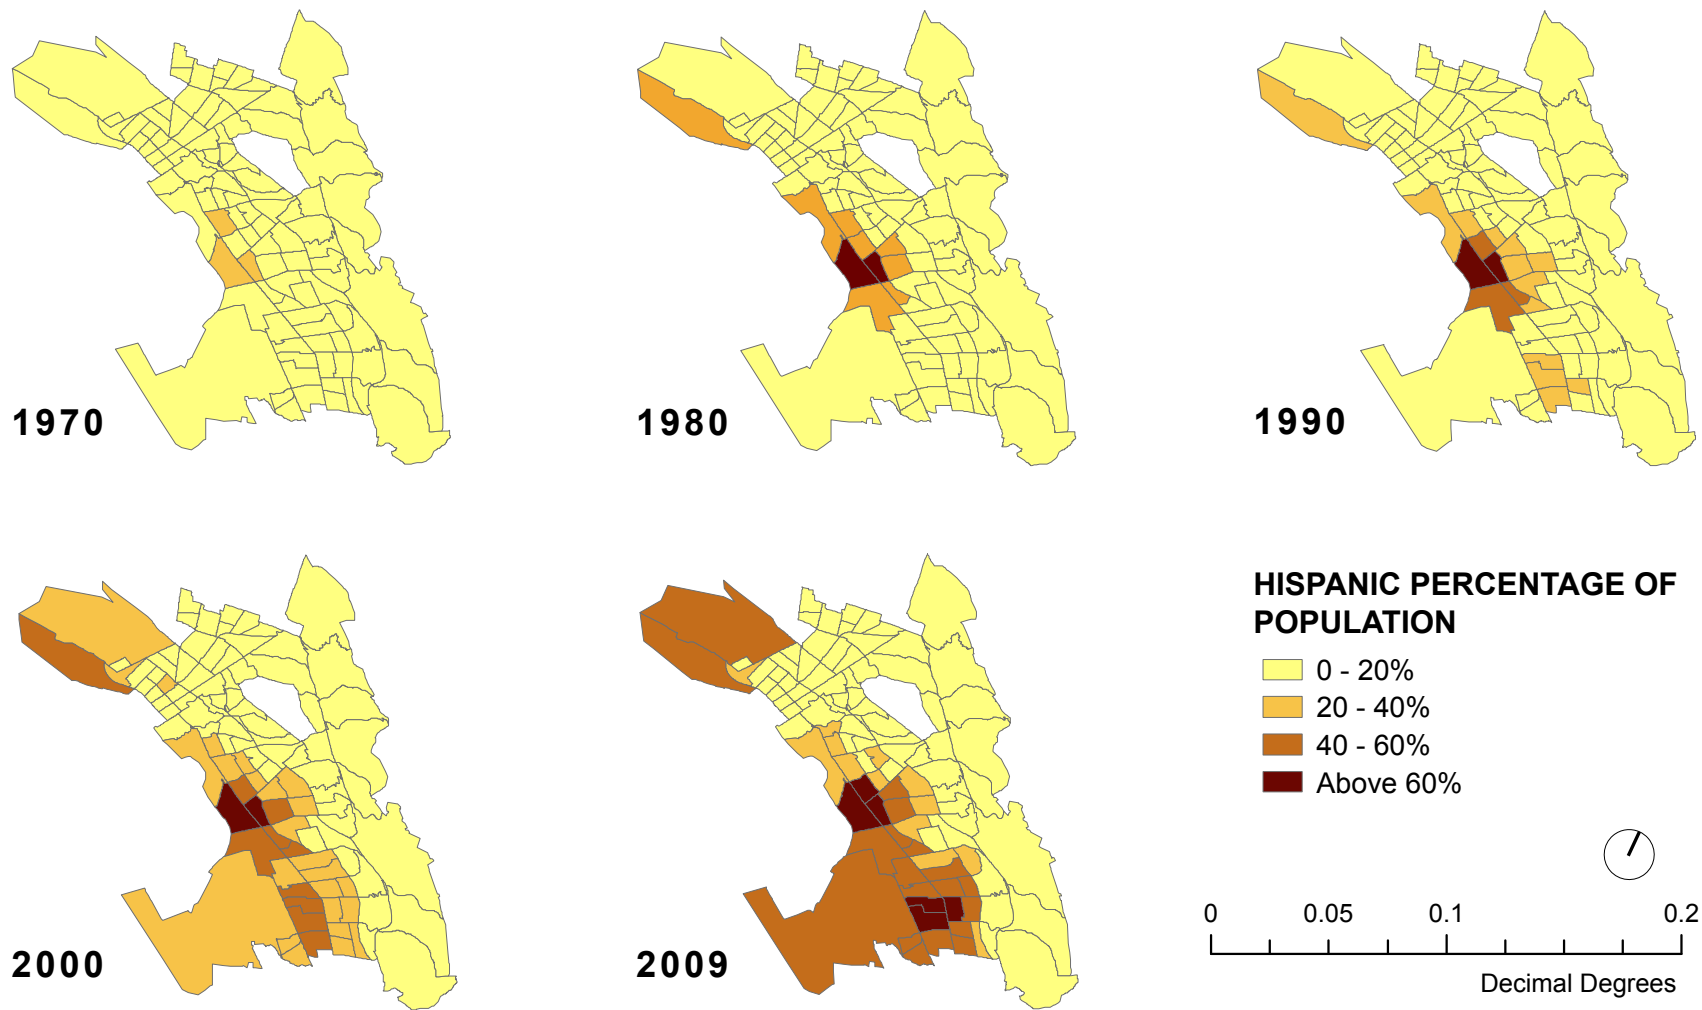 1970
1980
1990
2000
2009
HISPANIC PERCENTAGE OF
POPULATION
0 - 20%
20 - 40%
40 - 60%
Above 60%
0 0.05 0.1 0.2
Decimal Degrees